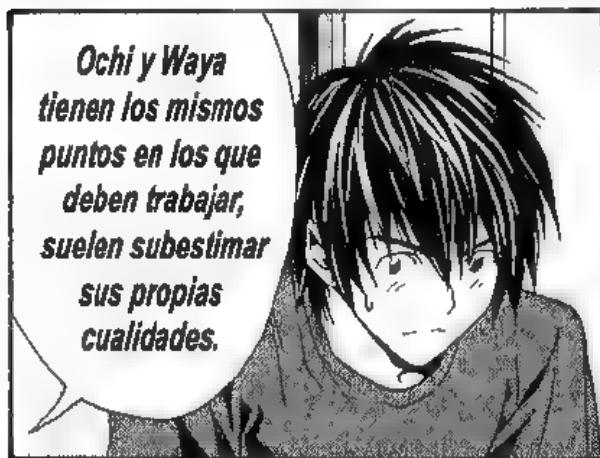 Ochi y Waya
tienen los mismos
puntos en los que
deben trabajar,
suelen subestimar
sus propias
cualidades.